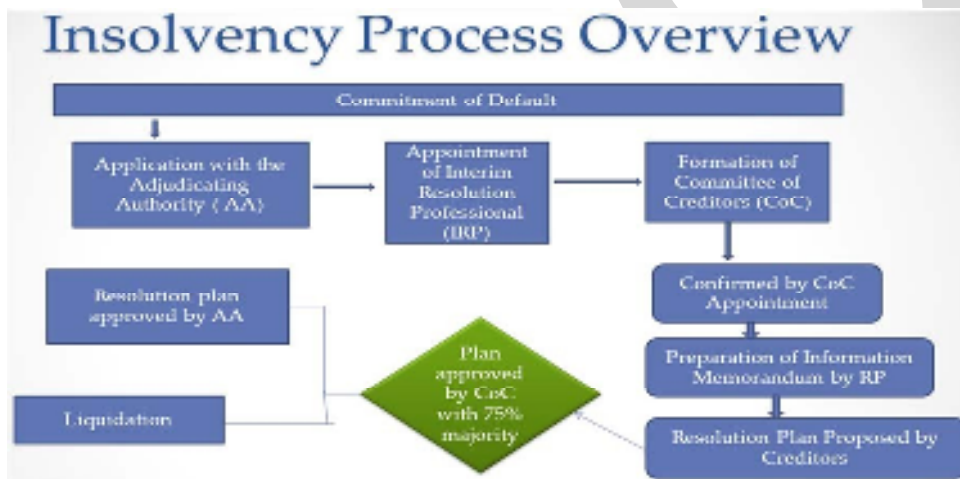 Insolvency Process Overview
Commitment of Default
Application with the
Adjudicating
Authority ( AA)
Appointment
of Interim
Resolution
Professional
(IRP)
Formation of
Committee of
Creditors (CoC)
Confirmed by CoC
Appointment
Preparation of Information
Memorandum by RP
Resolution Plan Proposed by
Creditors
Plan
approved
by CoC
with 75%
majority
Resolution plan
approved by AA
Liquidation